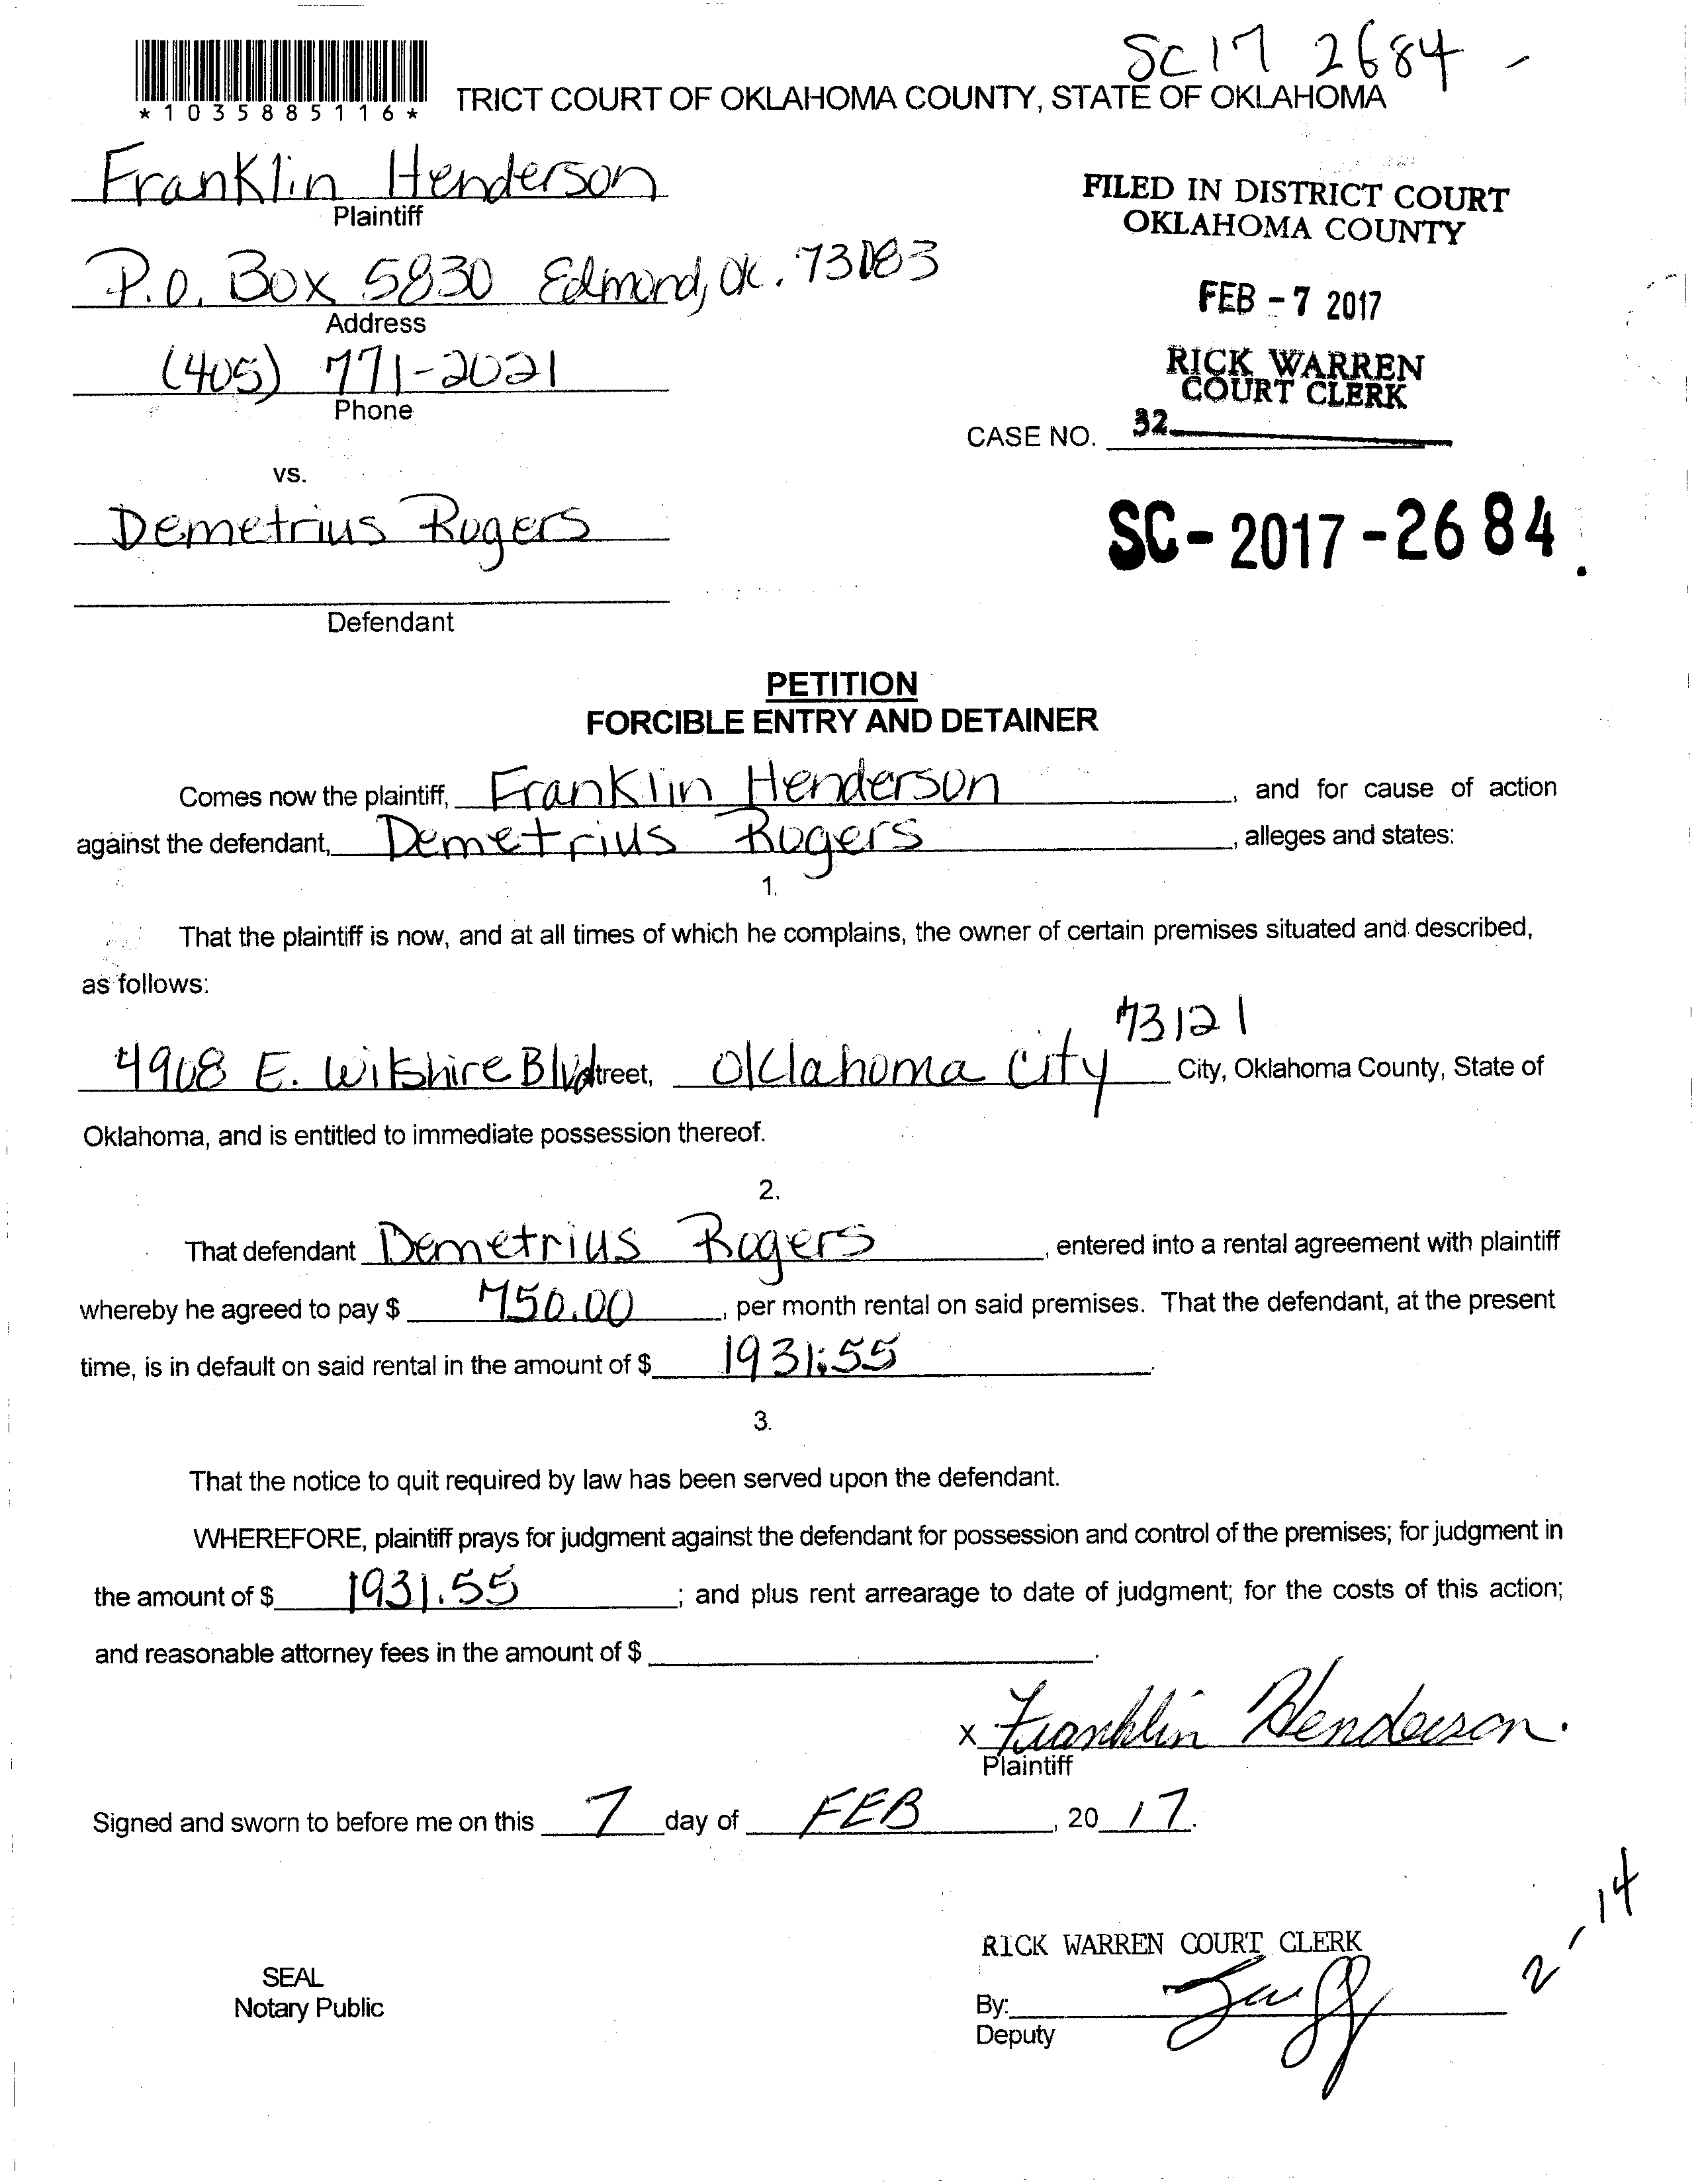 SC 17 2684 -
*1035885116*
TRICT COURT OF OKLAHOMA COUNTY, STATE OF OKLAHOMA
Franklin Henderson
Plaintiff
FILED IN DISTRICT COURT
OKLAHOMA COUNTY
P.O. Box 5830 Edmond, OK. 73083
Address
FEB - 7 2017
(405) 771-2021
Phone
RICK WARREN
COURT CLERK
CASE NO. 32
vs.
Demetrius Rogers
SC - 2017 - 2684
Defendant
PETITION
FORCIBLE ENTRY AND DETAINER
Comes now the plaintiff, Franklin Henderson, and for cause of action
against the defendant, Demetrius Rogers, alleges and states:
1.
That the plaintiff is now, and at all times of which he complains, the owner of certain premises situated and described,
as follows:
73121
4908 E. Wilshire Blvd treet, Oklahoma City City, Oklahoma County, State of
Oklahoma, and is entitled to immediate possession thereof.
2.
That defendant Demetrius Rogers, entered into a rental agreement with plaintiff
whereby he agreed to pay $ 750.00, per month rental on said premises. That the defendant, at the present
time, is in default on said rental in the amount of $ 1931.55.
3.
That the notice to quit required by law has been served upon the defendant.
WHEREFORE, plaintiff prays for judgment against the defendant for possession and control of the premises; for judgment in
the amount of $ 1931.55; and plus rent arrearage to date of judgment; for the costs of this action;
and reasonable attorney fees in the amount of $ .
x Franklin Henderson.
Plaintiff
Signed and sworn to before me on this 7 day of FEB, 20 17.
2-14
RICK WARREN COURT CLERK
SEAL
Notary Public
By:
Deputy